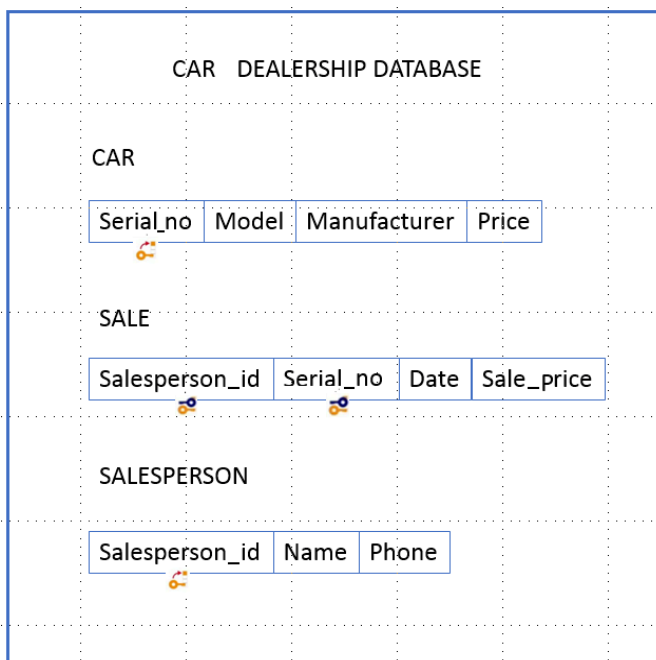 CAR DEALERSHIP DATABASE
CAR
Serial_no Model Manufacturer Price
SALE
Salesperson_id Serial_no Date Sale_price
SALESPERSON
Salesperson_id Name Phone